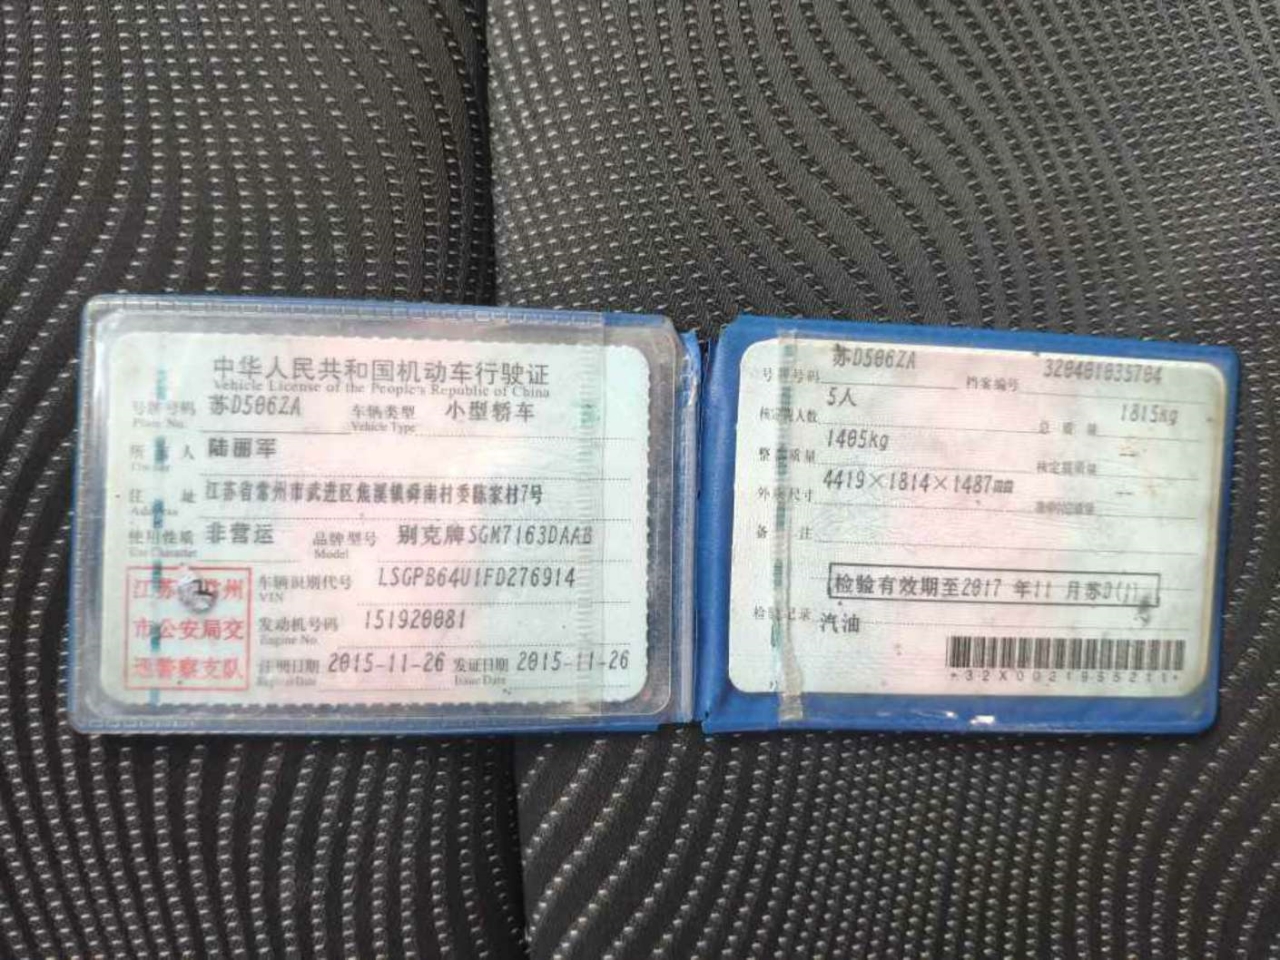 中华人民共和国机动车行驶证
Vehicle License of the People's Republic of China
号牌号码 苏D506ZA 车辆类型 小型轿车
Plate No. Vehicle Type
所 人 陆丽军
住 址 江苏省常州市武进区焦溪镇舜南村委陈家村7号
Address
使用性质 非营运 品牌型号 别克牌SGM7163DAAB
Use Character Model
江苏 常州
市公安局交
通警察支队
车辆识别代号 LSGPB64U1FD276914
VIN
发动机号码 151920081
Engine No.
注册日期 2015-11-26 发证日期 2015-11-26
Register Date Issue Date
号牌号码 苏D506ZA 档案编号 320401035704
核定载人数 5人 总质量 1815kg
整 质量 1405kg 核定载质量 --
外廓尺寸 4419×1814×1487mm --
备 注
检验有效期至2017 年11 月苏D(1)
检验记录 汽油
*32X0021955211*